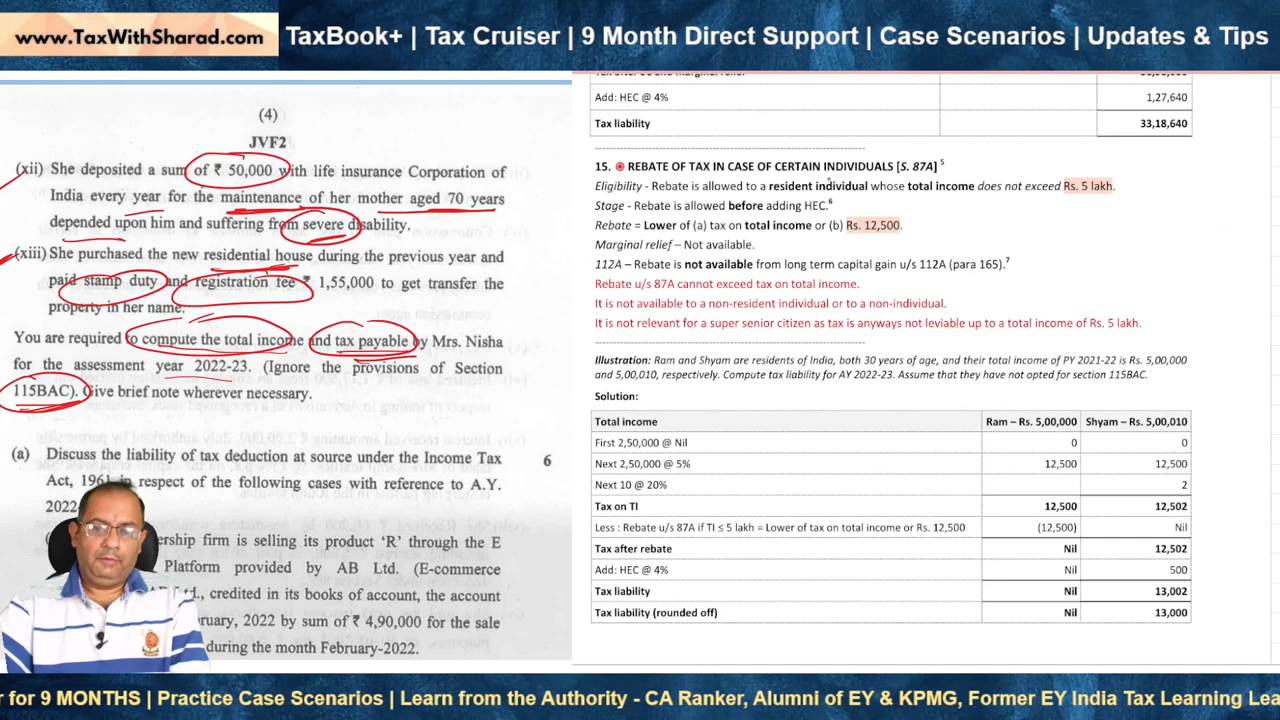 www.TaxWithSharad.com
TaxBook+ | Tax Cruiser | 9 Month Direct Support | Case Scenarios | Updates & Tips
(4)
JVF2
(xii) She deposited a sum of ₹ 50,000 with life insurance Corporation of
India every year for the maintenance of her mother aged 70 years
depended upon him and suffering from severe disability.
(xiii) She purchased the new residential house during the previous year and
paid stamp duty and registration fee ₹ 1,55,000 to get transfer the
property in her name.
You are required to compute the total income and tax payable by Mrs. Nisha
for the assessment year 2022-23. (Ignore the provisions of Section
115BAC). Give brief note wherever necessary.
(a) Discuss the liability of tax deduction at source under the Income Tax 6
Act, 1961 in respect of the following cases with reference to A.Y.
2022-
ership firm is selling its product ‘R’ through the E
Platform provided by AB Ltd. (E-commerce
td., credited in its books of account, the account
ruary, 2022 by sum of ₹ 4,90,000 for the sale
during the month February-2022.
Add: HEC @ 4% 1,27,640
Tax liability 33,18,640
15. REBATE OF TAX IN CASE OF CERTAIN INDIVIDUALS [S. 87A] 5
Eligibility - Rebate is allowed to a resident individual whose total income does not exceed Rs. 5 lakh.
Stage - Rebate is allowed before adding HEC.6
Rebate = Lower of (a) tax on total income or (b) Rs. 12,500.
Marginal relief – Not available.
112A – Rebate is not available from long term capital gain u/s 112A (para 165).7
Rebate u/s 87A cannot exceed tax on total income.
It is not available to a non-resident individual or to a non-individual.
It is not relevant for a super senior citizen as tax is anyways not leviable up to a total income of Rs. 5 lakh.
Illustration: Ram and Shyam are residents of India, both 30 years of age, and their total income of PY 2021-22 is Rs. 5,00,000
and 5,00,010, respectively. Compute tax liability for AY 2022-23. Assume that they have not opted for section 115BAC.
Solution:
Total income Ram – Rs. 5,00,000 Shyam – Rs. 5,00,010
First 2,50,000 @ Nil 0 0
Next 2,50,000 @ 5% 12,500 12,500
Next 10 @ 20% 2
Tax on TI 12,500 12,502
Less : Rebate u/s 87A if TI ≤ 5 lakh = Lower of tax on total income or Rs. 12,500 (12,500) Nil
Tax after rebate Nil 12,502
Add: HEC @ 4% Nil 500
Tax liability Nil 13,002
Tax liability (rounded off) Nil 13,000
r for 9 MONTHS | Practice Case Scenarios | Learn from the Authority - CA Ranker, Alumni of EY & KPMG, Former EY India Tax Learning Lea